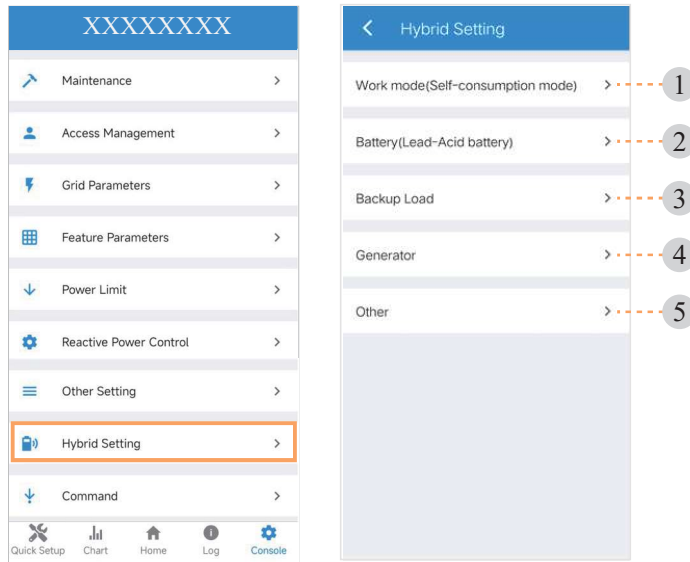 XXXXXXXX
Maintenance
Access Management
Grid Parameters
Feature Parameters
Power Limit
Reactive Power Control
Other Setting
Hybrid Setting
Command
Quick Setup
Chart
Home
Log
Console
Hybrid Setting
Work mode(Self-consumption mode)
1
Battery(Lead-Acid battery)
2
Backup Load
3
Generator
4
Other
5